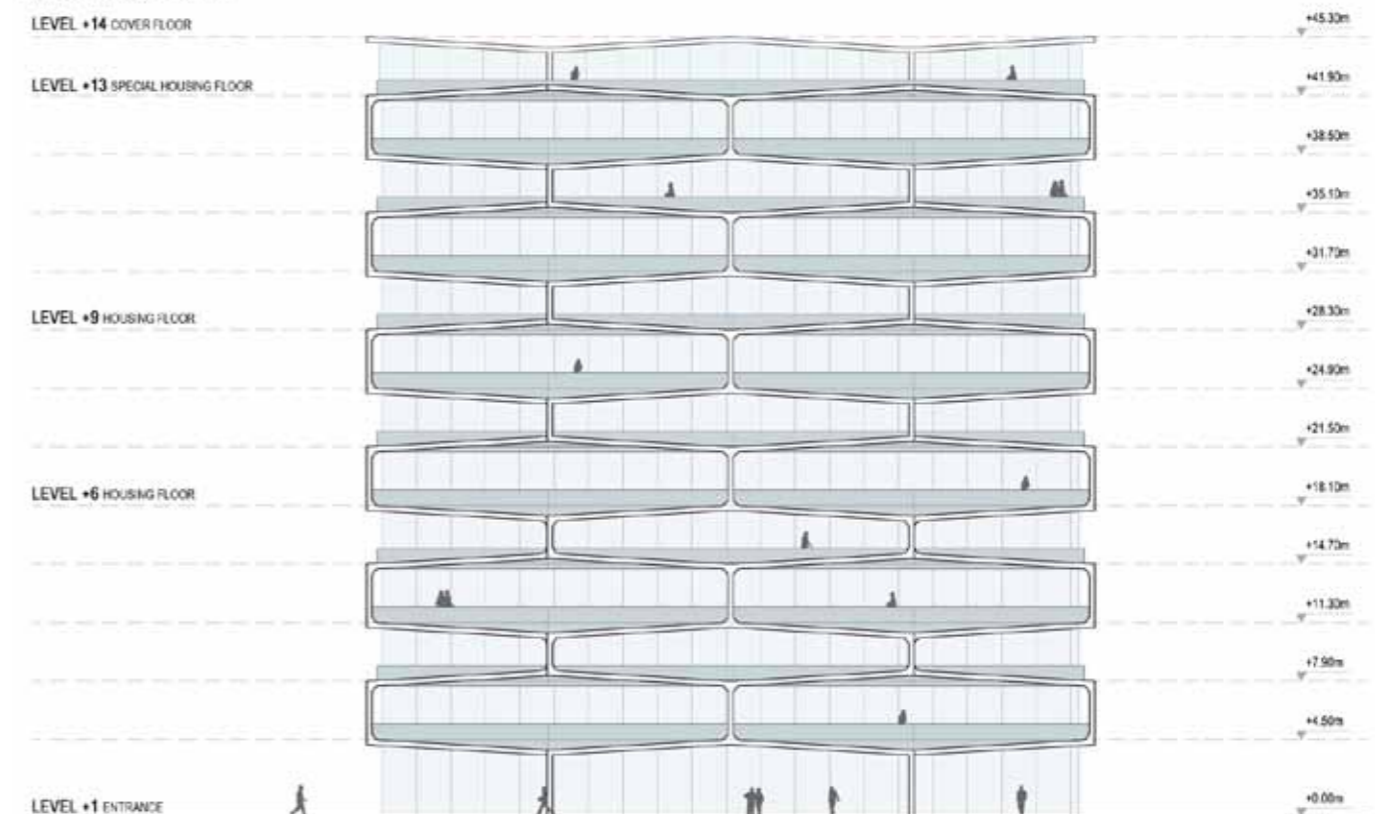 LEVEL +14 COVER FLOOR
+45.30m
LEVEL +13 SPECIAL HOUSING FLOOR
+41.90m
+38.50m
+35.10m
+31.70m
LEVEL +9 HOUSING FLOOR
+28.30m
+24.90m
+21.50m
LEVEL +6 HOUSING FLOOR
+18.10m
+14.70m
+11.30m
+7.90m
+4.50m
LEVEL +1 ENTRANCE
+0.00m